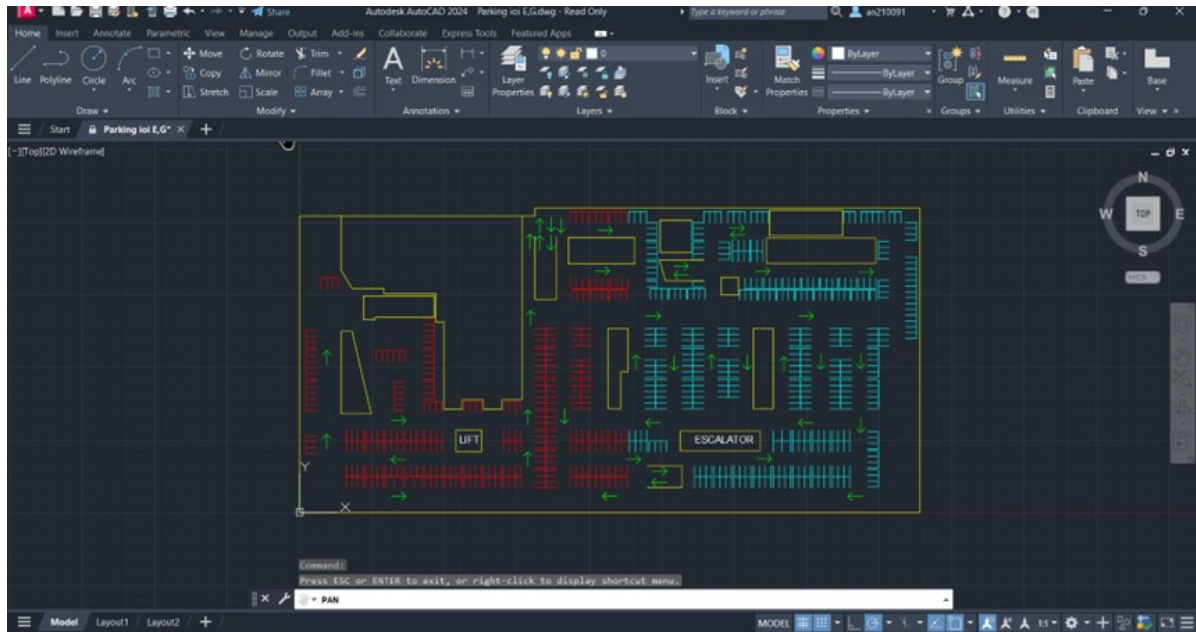 Share Autodesk AutoCAD 2024 Parking ioi E,G.dwg - Read Only Type a keyword or phrase an210091
Home Insert Annotate Parametric View Manage Output Add-ins Collaborate Express Tools Featured Apps
Line Polyline Circle Arc
Move Rotate Trim
Copy Mirror Fillet
Stretch Scale Array
Text Dimension
Layer Properties
0
Insert
Match Properties
ByLayer
ByLayer
ByLayer
Group
Measure
Paste
Base
Draw Modify Annotation Layers Block Properties Groups Utilities Clipboard View
Start Parking ioi E,G*
[-][Top][2D Wireframe]
N
W TOP E
S
WCS
LIFT ESCALATOR
Y
X
Command:
Press ESC or ENTER to exit, or right-click to display shortcut menu.
PAN
Model Layout1 Layout2 MODEL 1:1